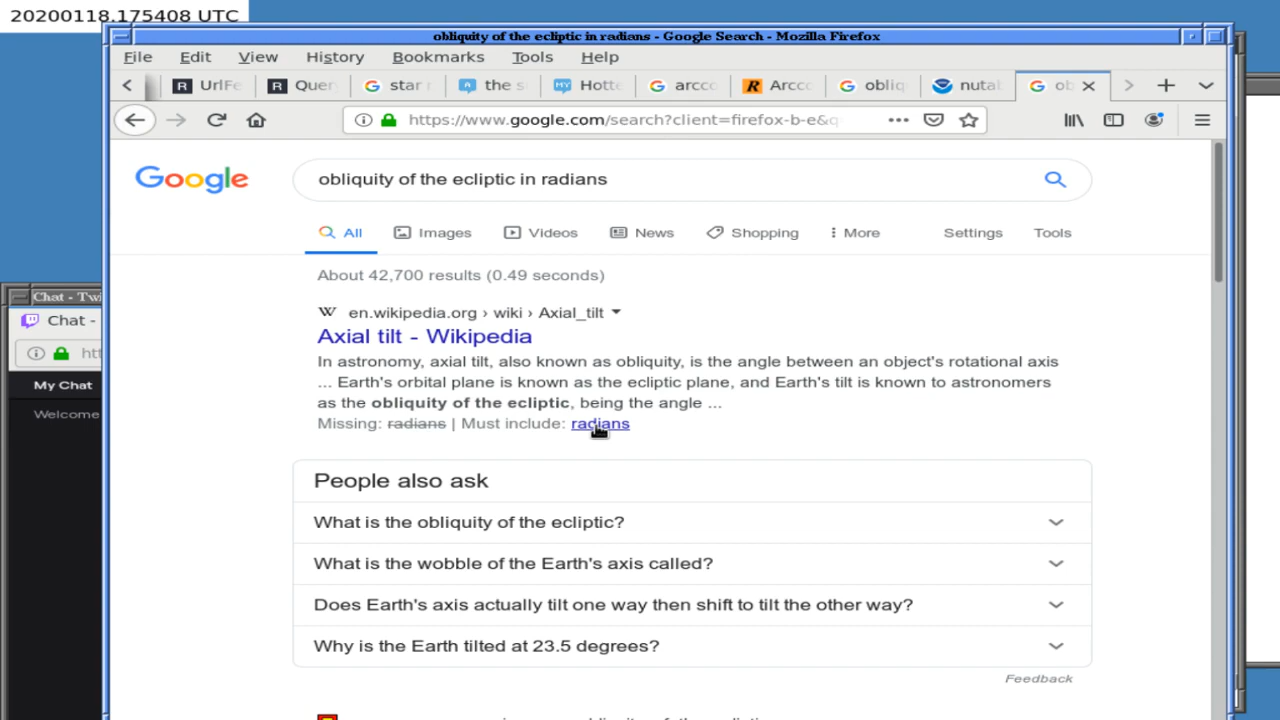 20200118.175408 UTC
obliquity of the ecliptic in radians - Google Search - Mozilla Firefox
File Edit View History Bookmarks Tools Help
UrlFe Quer star the s Hotte arcco Arccc obliq nutat ob
https://www.google.com/search?client=firefox-b-e&q
Google
obliquity of the ecliptic in radians
All Images Videos News Shopping More Settings Tools
About 42,700 results (0.49 seconds)
W en.wikipedia.org › wiki › Axial_tilt
Axial tilt - Wikipedia
In astronomy, axial tilt, also known as obliquity, is the angle between an object's rotational axis
... Earth's orbital plane is known as the ecliptic plane, and Earth's tilt is known to astronomers
as the obliquity of the ecliptic, being the angle ...
Missing: radians | Must include: radians
People also ask
What is the obliquity of the ecliptic?
What is the wobble of the Earth's axis called?
Does Earth's axis actually tilt one way then shift to tilt the other way?
Why is the Earth tilted at 23.5 degrees?
Feedback
Chat - Twi
Chat -
htt
My Chat
Welcome